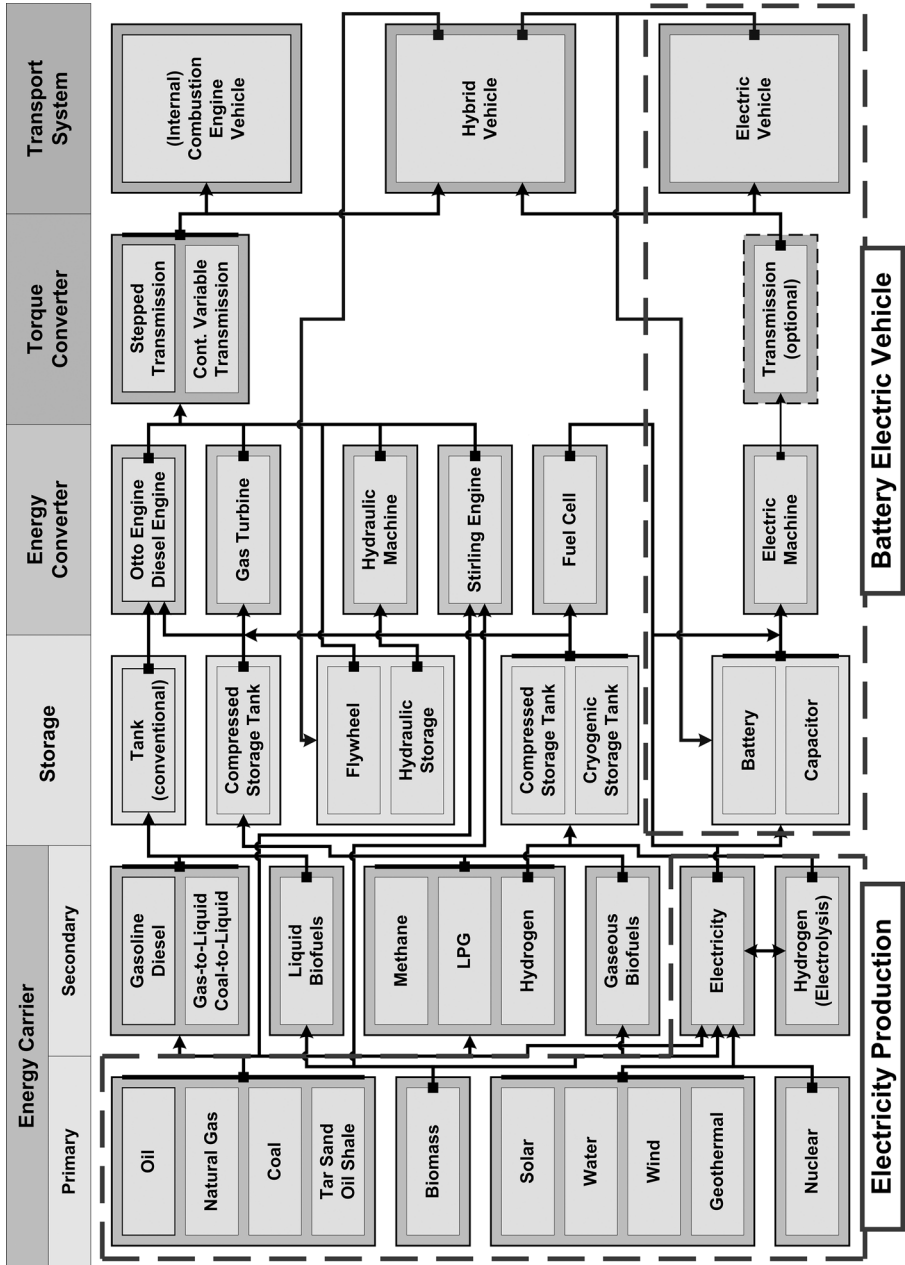 Energy Carrier
Storage
Energy
Converter
Torque
Converter
Transport
System
Primary
Secondary
Oil
Natural Gas
Coal
Tar Sand
Oil Shale
Biomass
Solar
Water
Wind
Geothermal
Nuclear
Gasoline
Diesel
Gas-to-Liquid
Coal-to-Liquid
Liquid
Biofuels
Methane
LPG
Hydrogen
Gaseous
Biofuels
Electricity
Hydrogen
(Electrolysis)
Tank
(conventional)
Compressed
Storage Tank
Flywheel
Hydraulic
Storage
Compressed
Storage Tank
Cryogenic
Storage Tank
Battery
Capacitor
Otto Engine
Diesel Engine
Gas Turbine
Hydraulic
Machine
Stirling Engine
Fuel Cell
Electric
Machine
Stepped
Transmission
Cont. Variable
Transmission
Transmission
(optional)
(Internal)
Combustion
Engine
Vehicle
Hybrid
Vehicle
Electric
Vehicle
Electricity Production
Battery Electric Vehicle